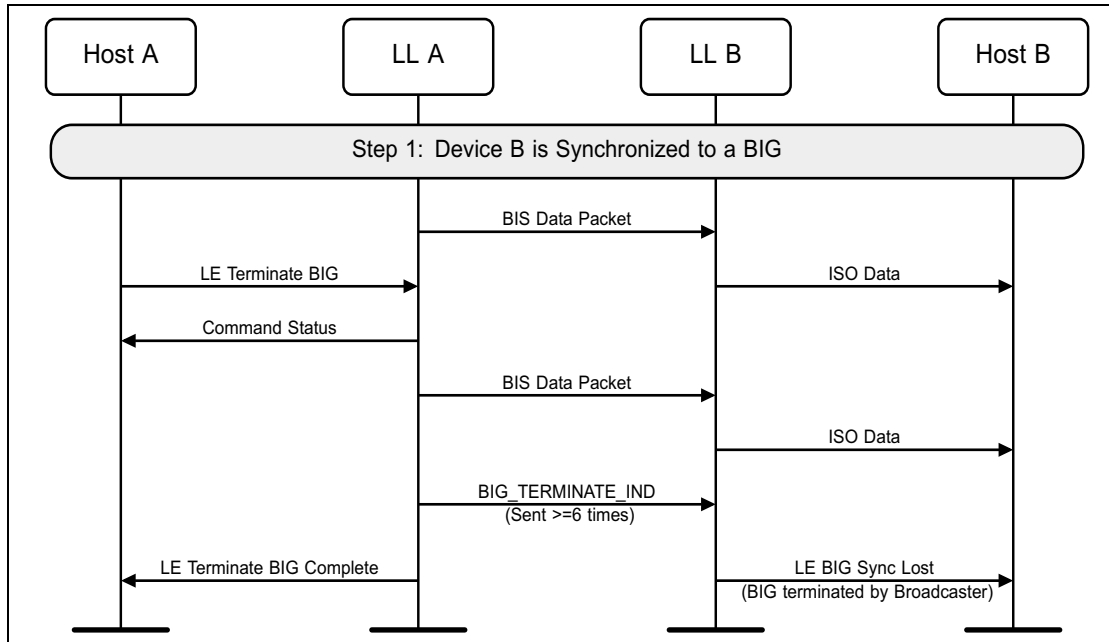 Host A
LL A
LL B
Host B
Step 1: Device B is Synchronized to a BIG
BIS Data Packet
LE Terminate BIG
ISO Data
Command Status
BIS Data Packet
ISO Data
BIG_TERMINATE_IND
(Sent >=6 times)
LE Terminate BIG Complete
LE BIG Sync Lost
(BIG terminated by Broadcaster)